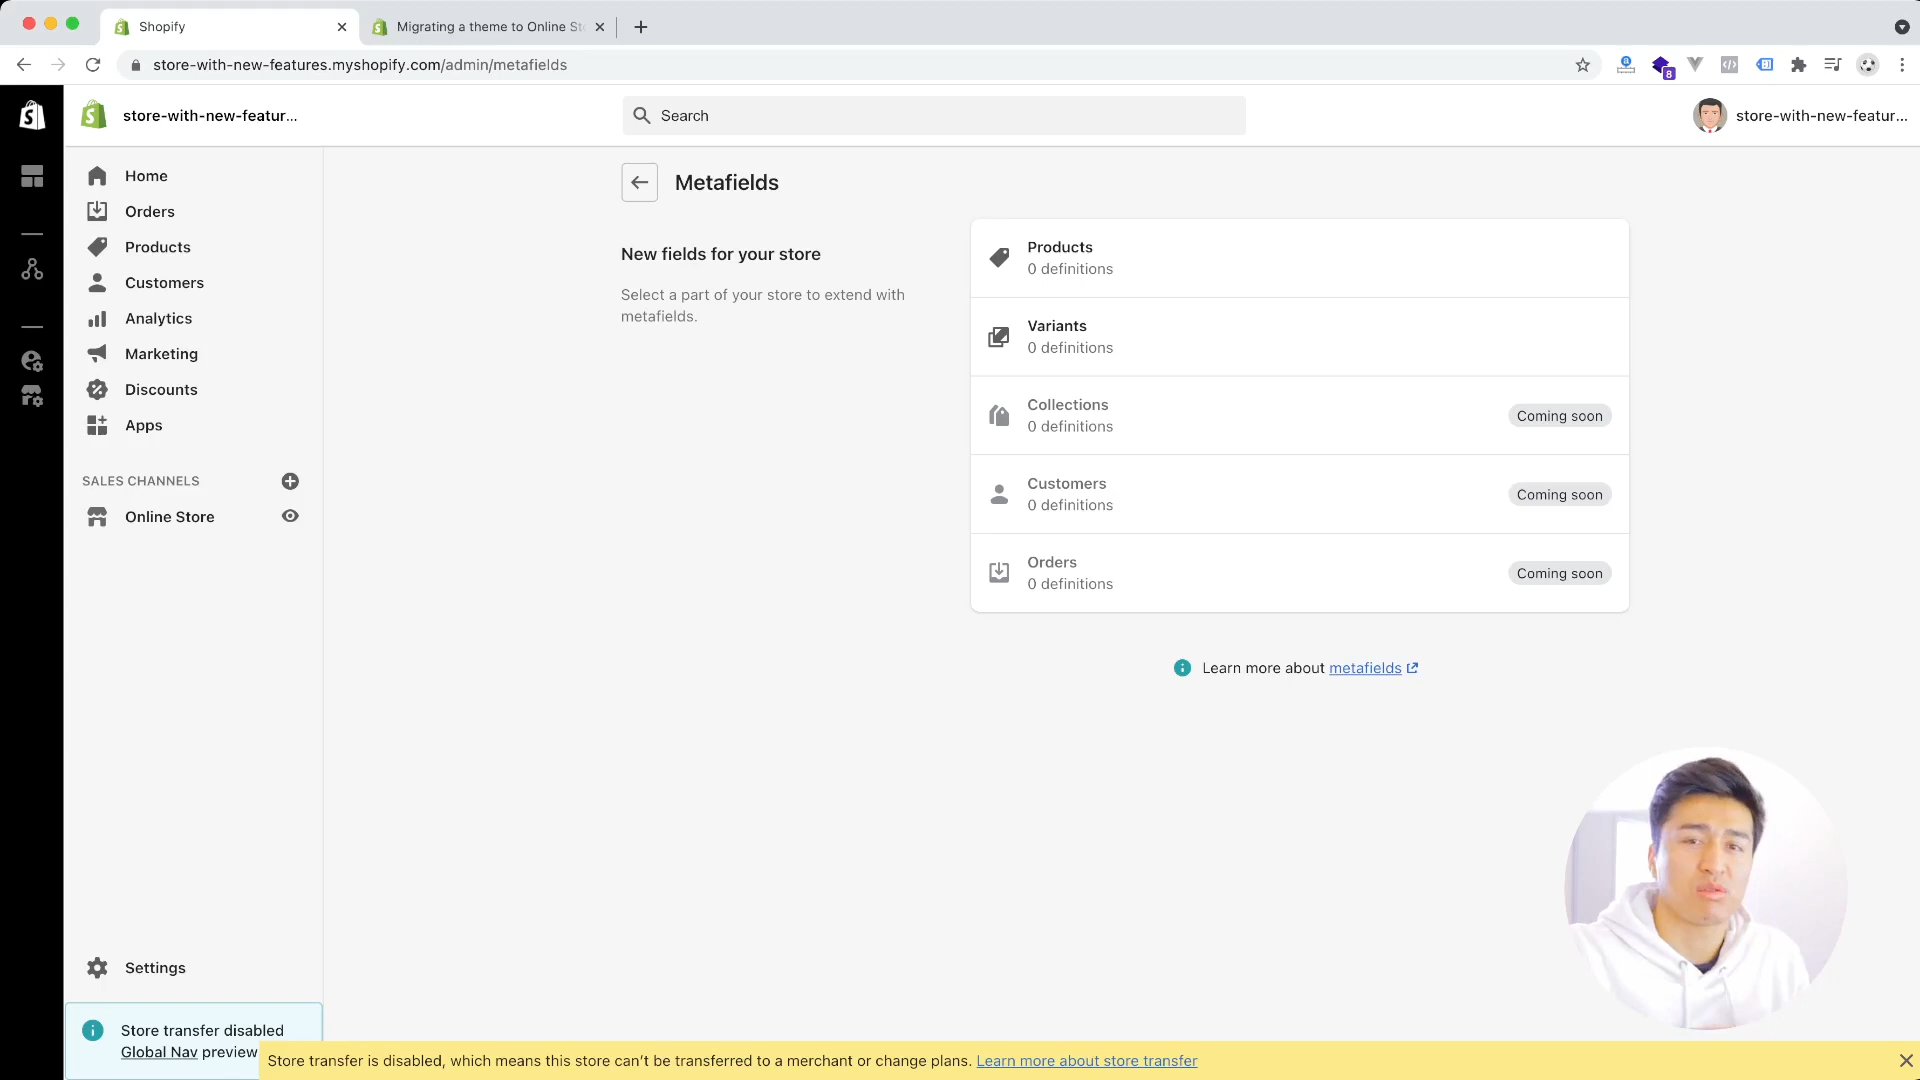 Shopify
Migrating a theme to Online St
store-with-new-features.myshopify.com/admin/metafields
8
store-with-new-featur...
Search
store-with-new-featur...
Home
Orders
Products
Customers
Analytics
Marketing
Discounts
Apps
SALES CHANNELS
Online Store
Settings
Store transfer disabled
Global Nav preview
Metafields
New fields for your store
Select a part of your store to extend with
metafields.
Products
0 definitions
Variants
0 definitions
Collections
0 definitions
Coming soon
Customers
0 definitions
Coming soon
Orders
0 definitions
Coming soon
Learn more about metafields
Store transfer is disabled, which means this store can't be transferred to a merchant or change plans. Learn more about store transfer